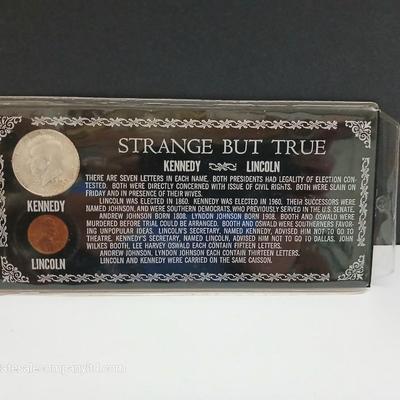 STRANGE BUT TRUE
KENNEDY LINCOLN
THERE ARE SEVEN LETTERS IN EACH NAME. BOTH PRESIDENTS HAD LEGALITY OF ELECTION CON-
TESTED. BOTH WERE DIRECTLY CONCERNED WITH ISSUE OF CIVIL RIGHTS. BOTH WERE SLAIN ON
FRIDAY AND IN PRESENCE OF THEIR WIVES.
LINCOLN WAS ELECTED IN 1860. KENNEDY WAS ELECTED IN 1960. THEIR SUCCESSORS WERE
NAMED JOHNSON, AND WERE SOUTHERN DEMOCRATS, WHO PREVIOUSLY SERVED IN THE U.S. SENATE.
ANDREW JOHNSON BORN 1808. LYNDON JOHNSON BORN 1908. BOOTH AND OSWALD WERE
MURDERED BEFORE TRIAL COULD BE ARRANGED. BOOTH AND OSWALD WERE SOUTHERNERS FAVOR-
ING UNPOPULAR IDEAS. LINCOLN'S SECRETARY, NAMED KENNEDY, ADVISED HIM NOT TO GO TO
THEATRE. KENNEDY'S SECRETARY, NAMED LINCOLN, ADVISED HIM NOT TO GO TO DALLAS. JOHN
WILKES BOOTH, LEE HARVEY OSWALD EACH CONTAIN FIFTEEN LETTERS.
ANDREW JOHNSON, LYNDON JOHNSON EACH CONTAIN THIRTEEN LETTERS.
LINCOLN AND KENNEDY WERE CARRIED ON THE SAME CAISSON.
KENNEDY
LINCOLN